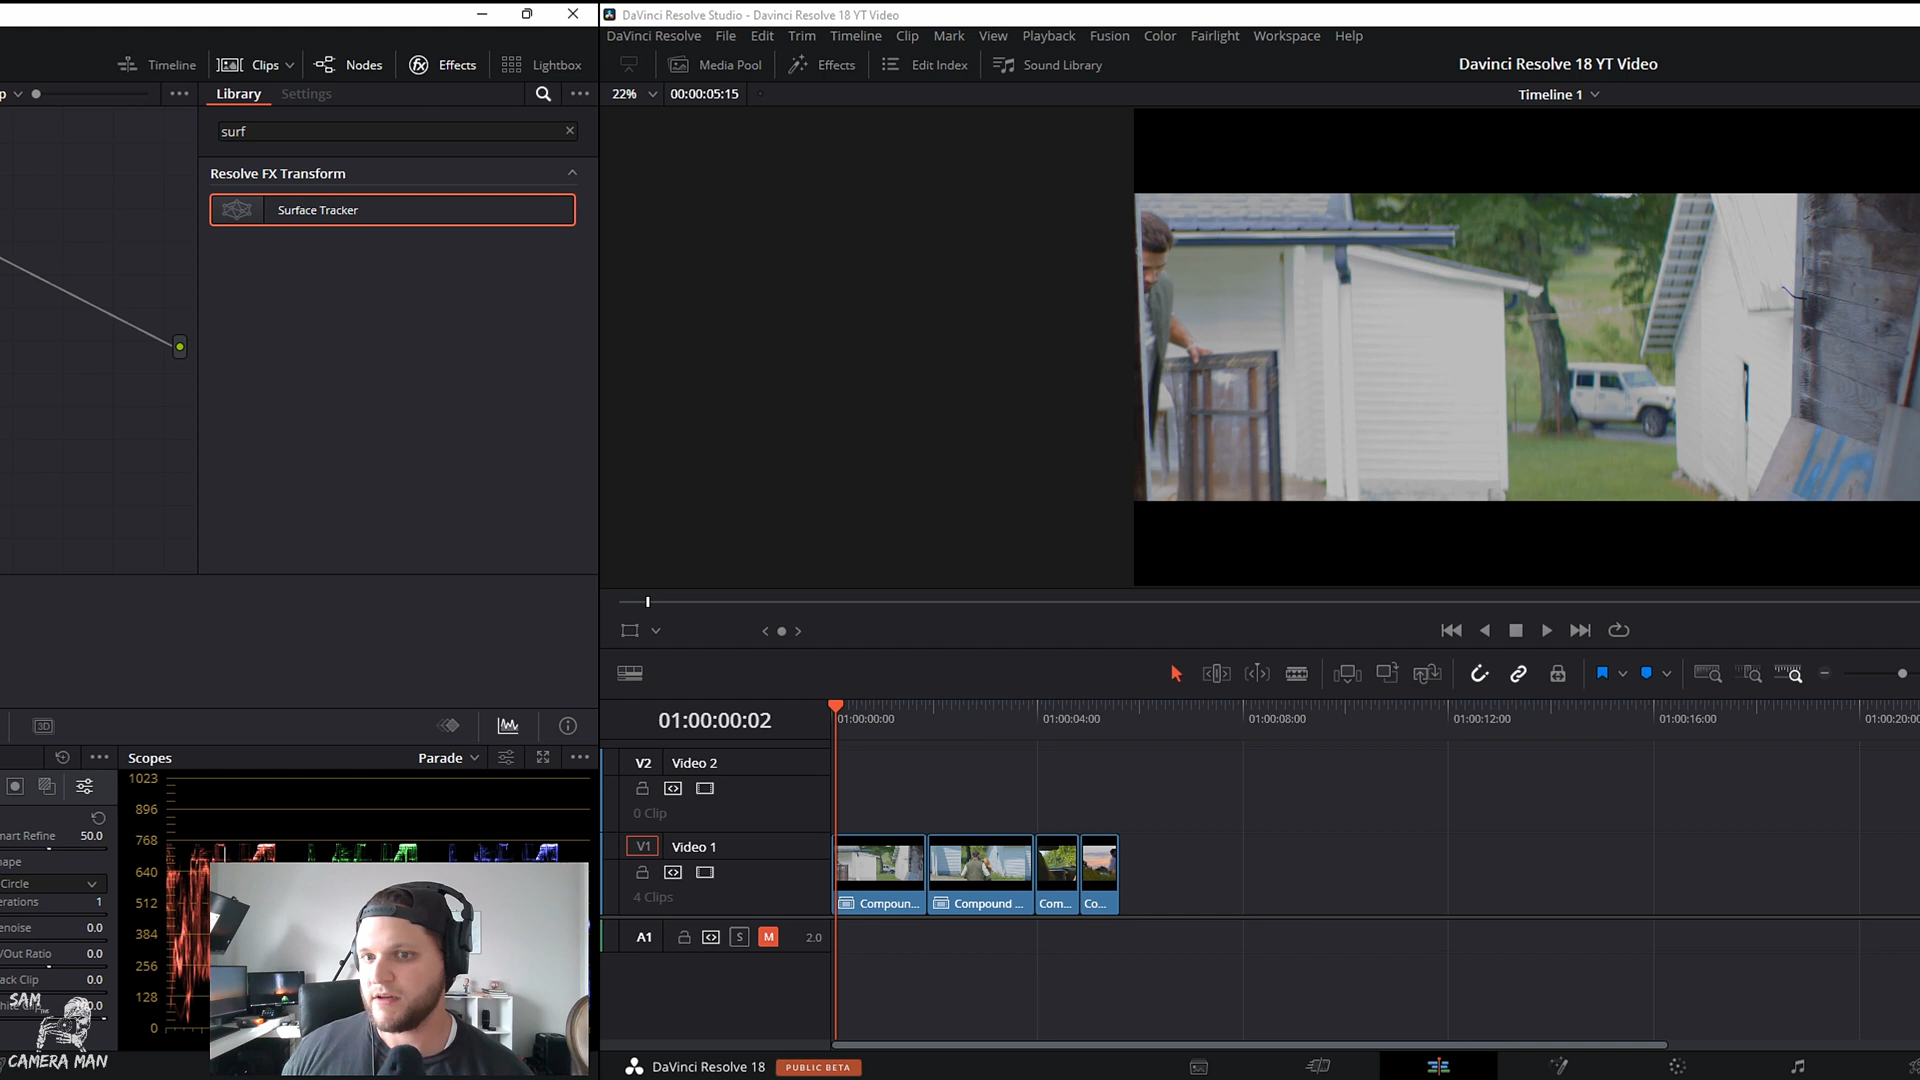 DaVinci Resolve Studio - Davinci Resolve 18 YT Video
DaVinci Resolve File Edit Trim Timeline Clip Mark View Playback Fusion Color Fairlight Workspace Help
Timeline Clips Nodes Effects Lightbox
Media Pool Effects Edit Index Sound Library
Davinci Resolve 18 YT Video
p
Library Settings
22% 00:00:05:15
Timeline 1
surf
Resolve FX Transform
Surface Tracker
01:00:00:02
01:00:00:00 01:00:04:00 01:00:08:00 01:00:12:00 01:00:16:00 01:00:20:00
3D
Scopes
Parade
V2 Video 2
0 Clip
V1 Video 1
4 Clips
Compoun... Compound ... Com... Co...
A1 S M 2.0
1023
896
768
640
512
384
256
128
0
mart Refine 50.0
hape
Circle
erations 1
enoise 0.0
/Out Ratio 0.0
ack Clip 0.0
SAM
THE
CAMERA MAN
DaVinci Resolve 18 PUBLIC BETA